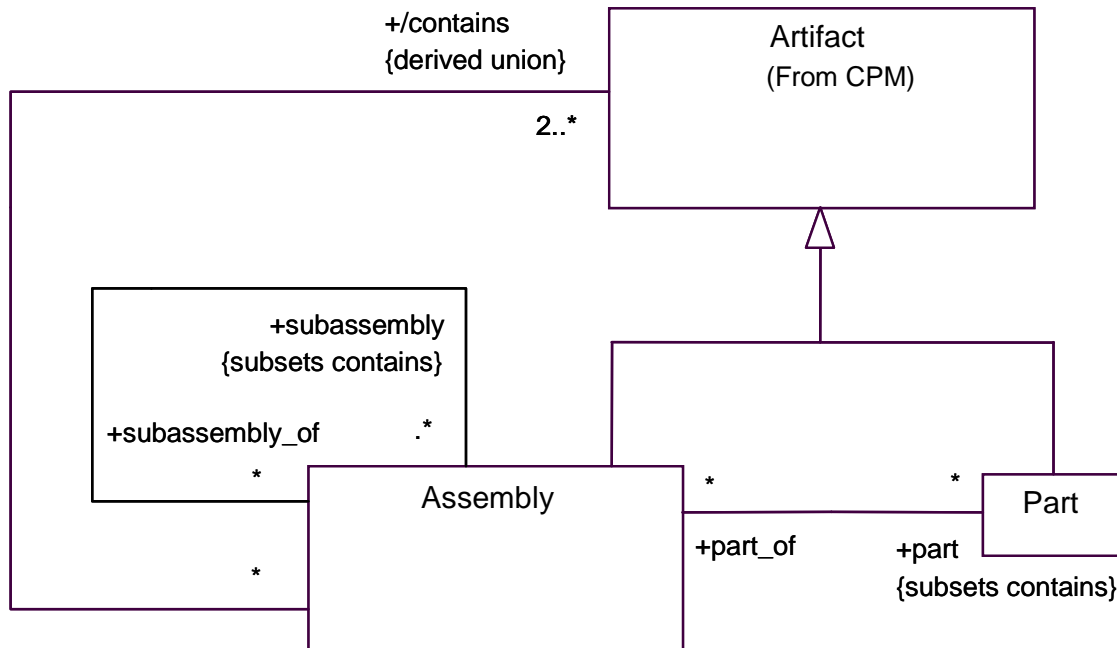 +/contains
{derived union}
2..*
Artifact
(From CPM)
+subassembly
{subsets contains}
+subassembly_of
.*
*
*
Assembly
*
*
+part_of
+part
{subsets contains}
Part